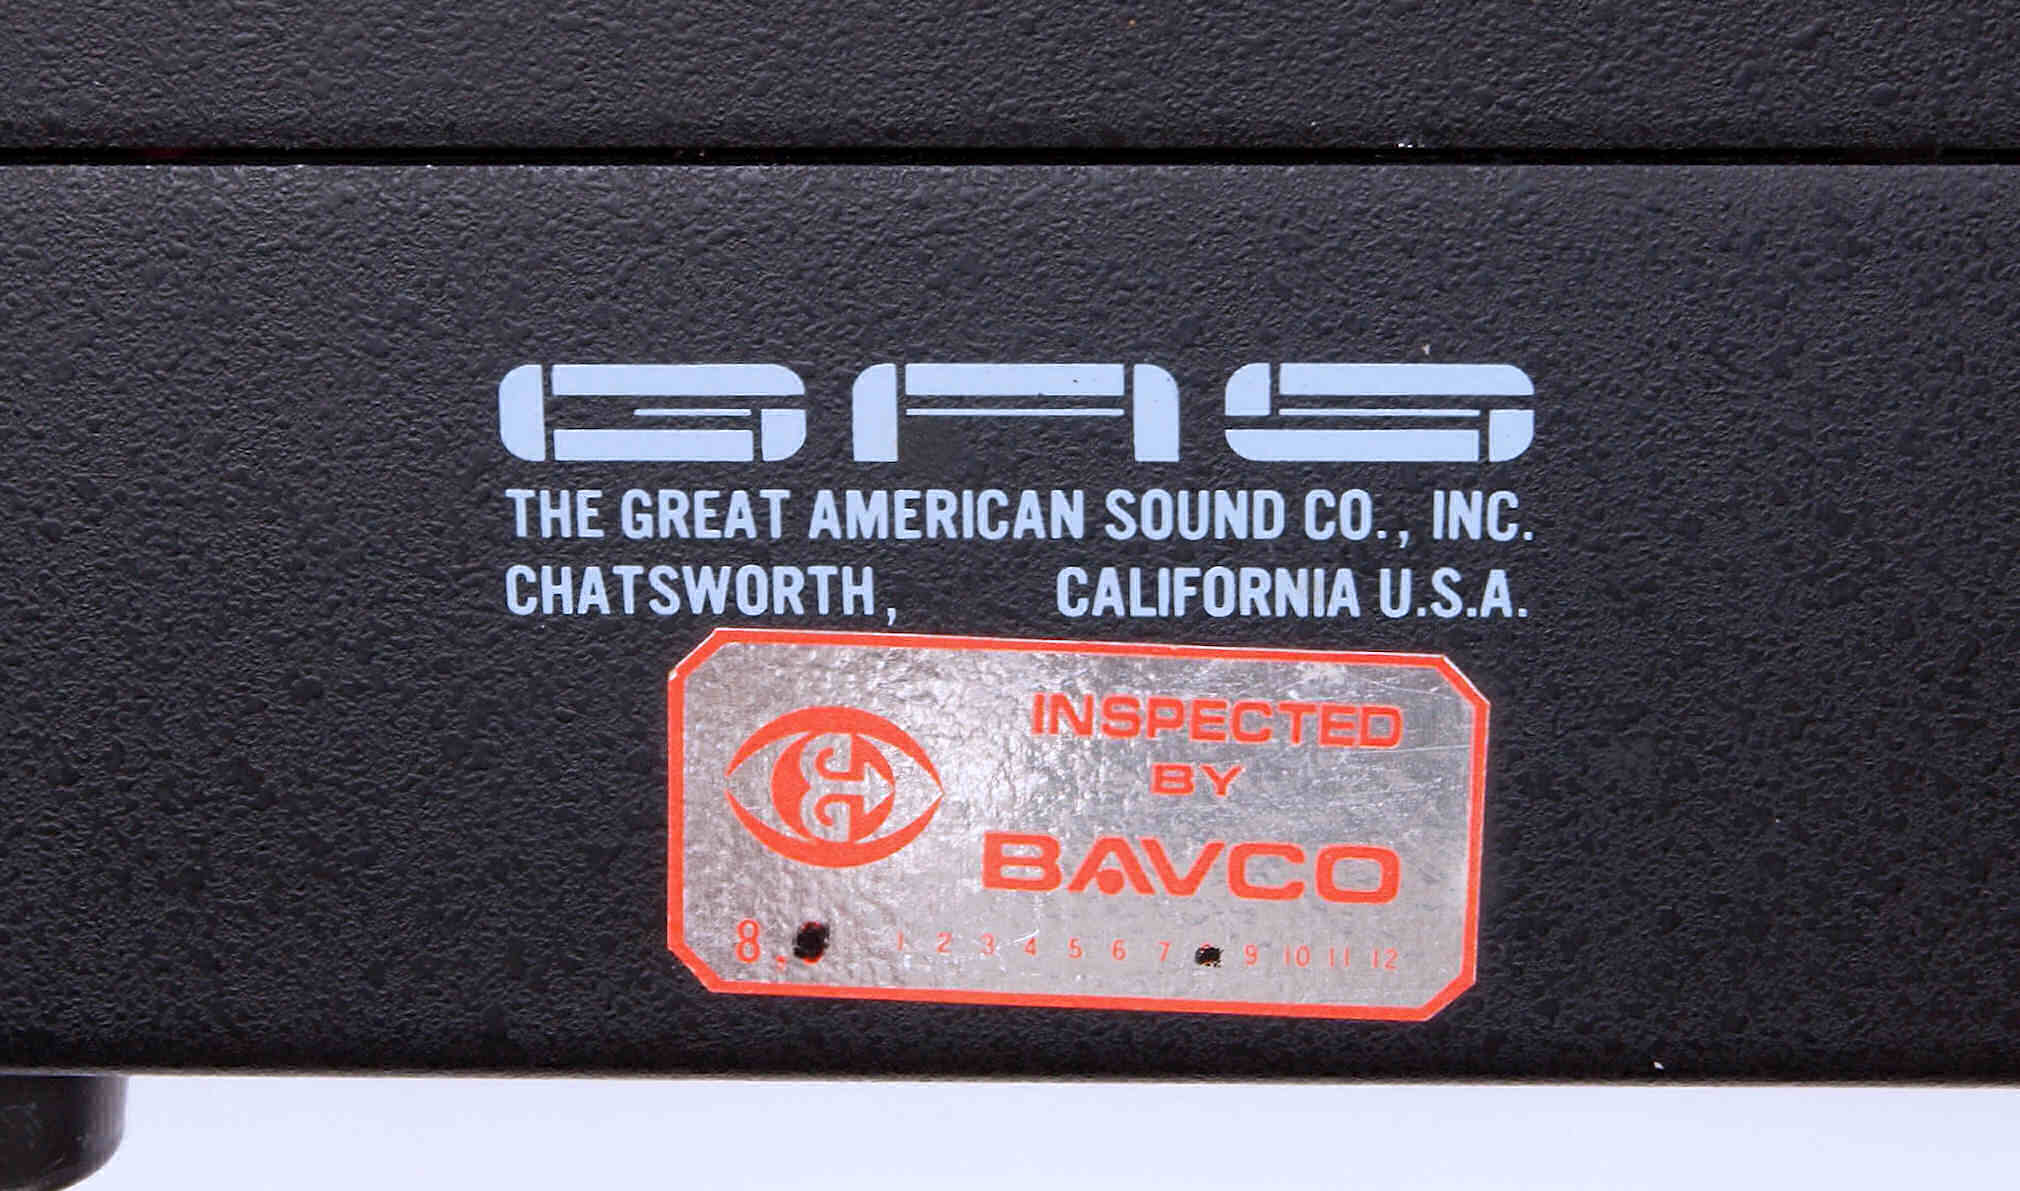 GAS
THE GREAT AMERICAN SOUND CO., INC.
CHATSWORTH, CALIFORNIA U.S.A.
INSPECTED
BY
BAVCO
8 1 2 3 4 5 6 7 9 10 11 12